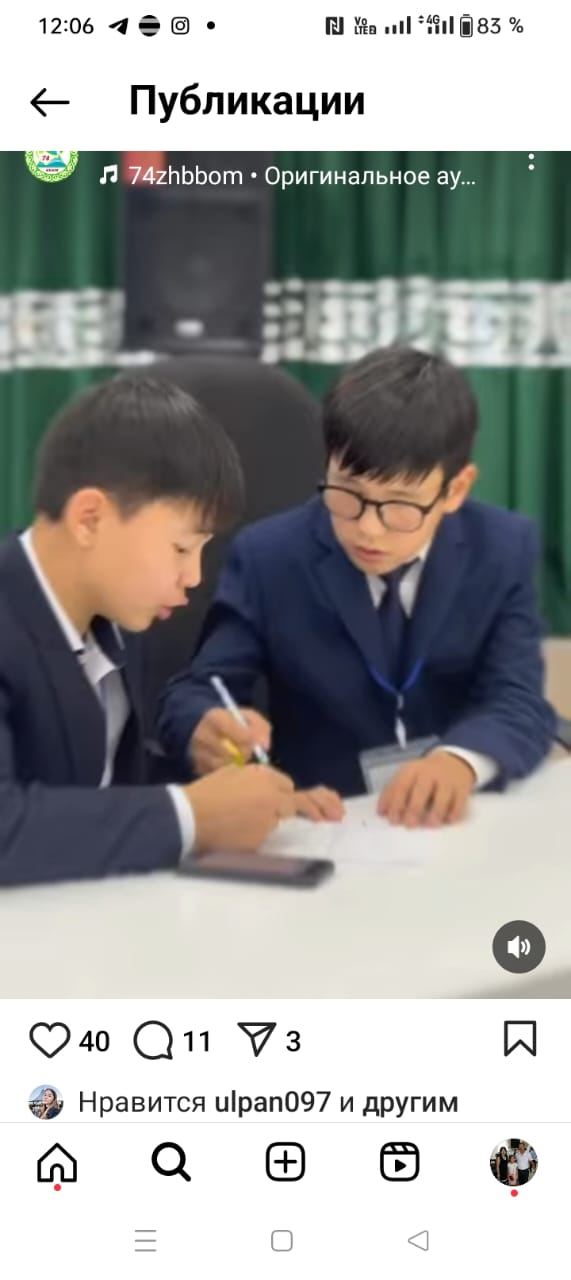 12:06 83 %
Публикации
74zhbbom • Оригинальное ау...
40 11 3
Нравится ulpan097 и другим